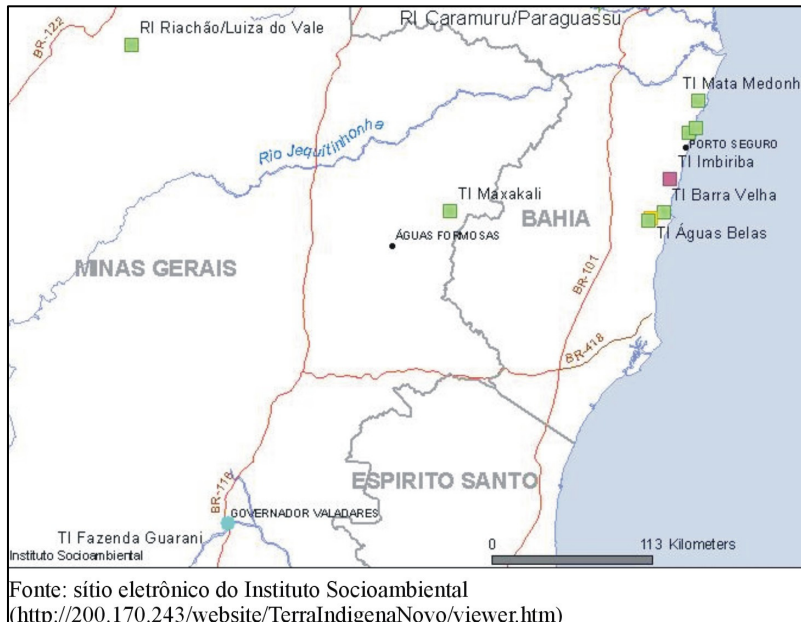 RI Caramuru/Paraguassu
BR-122
RI Riachão/Luiza do Vale
TI Mata Medonh
Rio Jequitinhonha
PORTO SEGURO
TI Imbiriba
TI Maxakali
TI Barra Velha
BAHIA
ÁGUAS FORMOSAS
TI Águas Belas
MINAS GERAIS
BR-101
BR-418
ESPIRITO SANTO
BR-116
GOVERNADOR VALADARES
TI Fazenda Guarani
Instituto Socioambiental
0 113 Kilometers
Fonte: sítio eletrônico do Instituto Socioambiental
(http://200.170.243/website/TerraIndigenaNovo/viewer.htm)